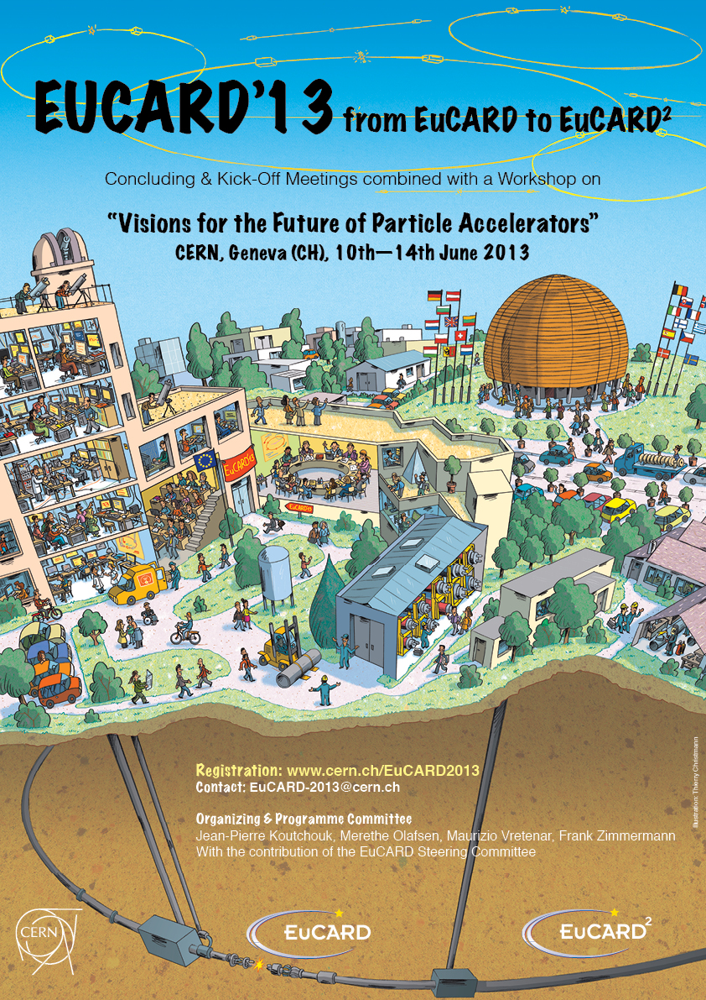 EUCARD’13 from EuCARD to EuCARD²
Concluding & Kick-Off Meetings combined with a Workshop on
“Visions for the Future of Particle Accelerators”
CERN, Geneva (CH), 10th—14th June 2013
EuCARD'13
EuCARD'13
Registration: www.cern.ch/EuCARD2013
Contact: EuCARD-2013@cern.ch
Organizing & Programme Committee
Jean-Pierre Koutchouk, Merethe Olafsen, Maurizio Vretenar, Frank Zimmermann
With the contribution of the EuCARD Steering Committee
Illustration: Thierry Christmann
CERN
EuCARD
EuCARD²